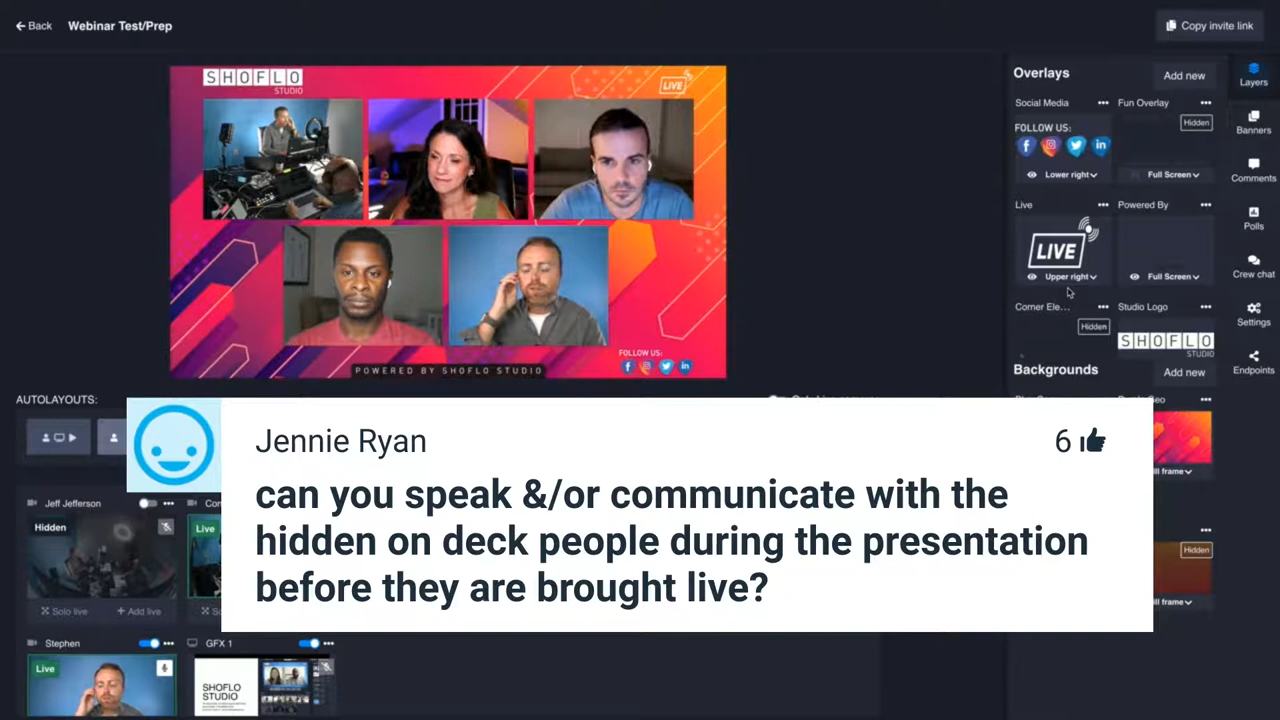 Back
Webinar Test/Prep
Copy invite link
SHOFLO
STUDIO
LIVE
FOLLOW US:
POWERED BY SHOFLO STUDIO
Overlays
Add new
Social Media
Fun Overlay
FOLLOW US:
Hidden
Lower right
Full Screen
Live
Powered By
LIVE
Upper right
Full Screen
Corner Ele...
Studio Logo
Hidden
SHOFLO
STUDIO
Backgrounds
Add new
Layers
Banners
Comments
Polls
Crew chat
Settings
Endpoints
AUTOLAYOUTS:
Jennie Ryan
6
can you speak &/or communicate with the
hidden on deck people during the presentation
before they are brought live?
Jeff Jefferson
Hidden
Live
Solo live
Add live
Hidden
Stephen
GFX 1
Live
SHOFLO
STUDIO